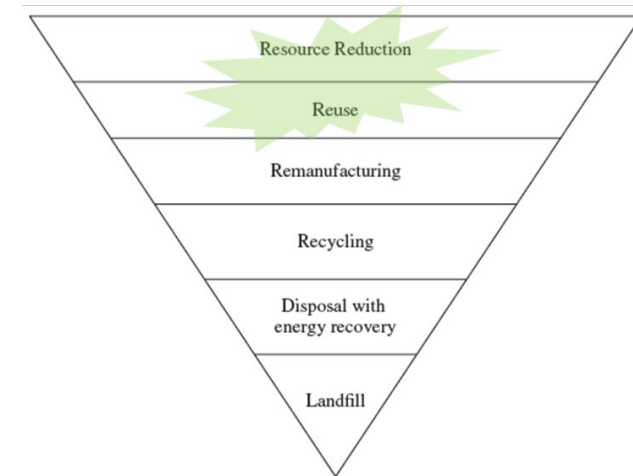 Resource Reduction
Reuse
Remanufacturing
Recycling
Disposal with
energy recovery
Landfill